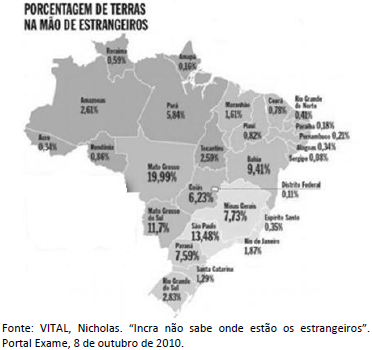 PORCENTAGEM DE TERRAS
NA MÃO DE ESTRANGEIROS
Roraima
0,59%
Amapá
0,16%
Amazonas
2,61%
Pará
5,84%
Maranhão
1,61%
Ceará
0,78%
Rio Grande
do Norte
0,41%
Paraíba 0,18%
Pernambuco 0,21%
Alagoas 0,34%
Sergipe 0,08%
Piauí
0,82%
Acre
0,34%
Rondônia
0,86%
Tocantins
2,59%
Bahia
9,41%
Mato Grosso
19,99%
Goiás
6,23%
Distrito Federal
0,11%
Minas Gerais
7,73%
Espírito Santo
0,35%
Mato Grosso
do Sul
11,7%
São Paulo
13,48%
Rio de Janeiro
1,87%
Paraná
7,59%
Santa Catarina
1,29%
Rio Grande
do Sul
2,83%
Fonte: VITAL, Nicholas. “Incra não sabe onde estão os estrangeiros”.
Portal Exame, 8 de outubro de 2010.